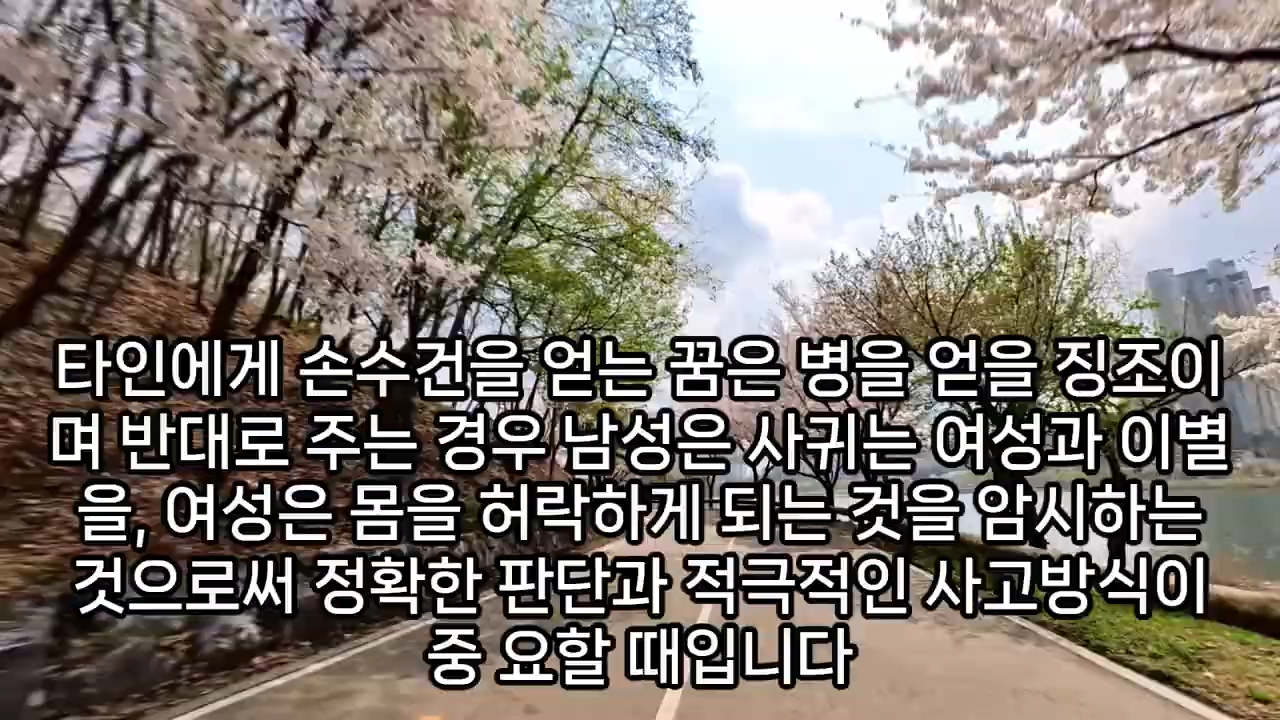 타인에게 손수건을 얻는 꿈은 병을 얻을 징조이
며 반대로 주는 경우 남성은 사귀는 여성과 이별
을, 여성은 몸을 허락하게 되는 것을 암시하는
것으로써 정확한 판단과 적극적인 사고방식이
중 요할 때입니다